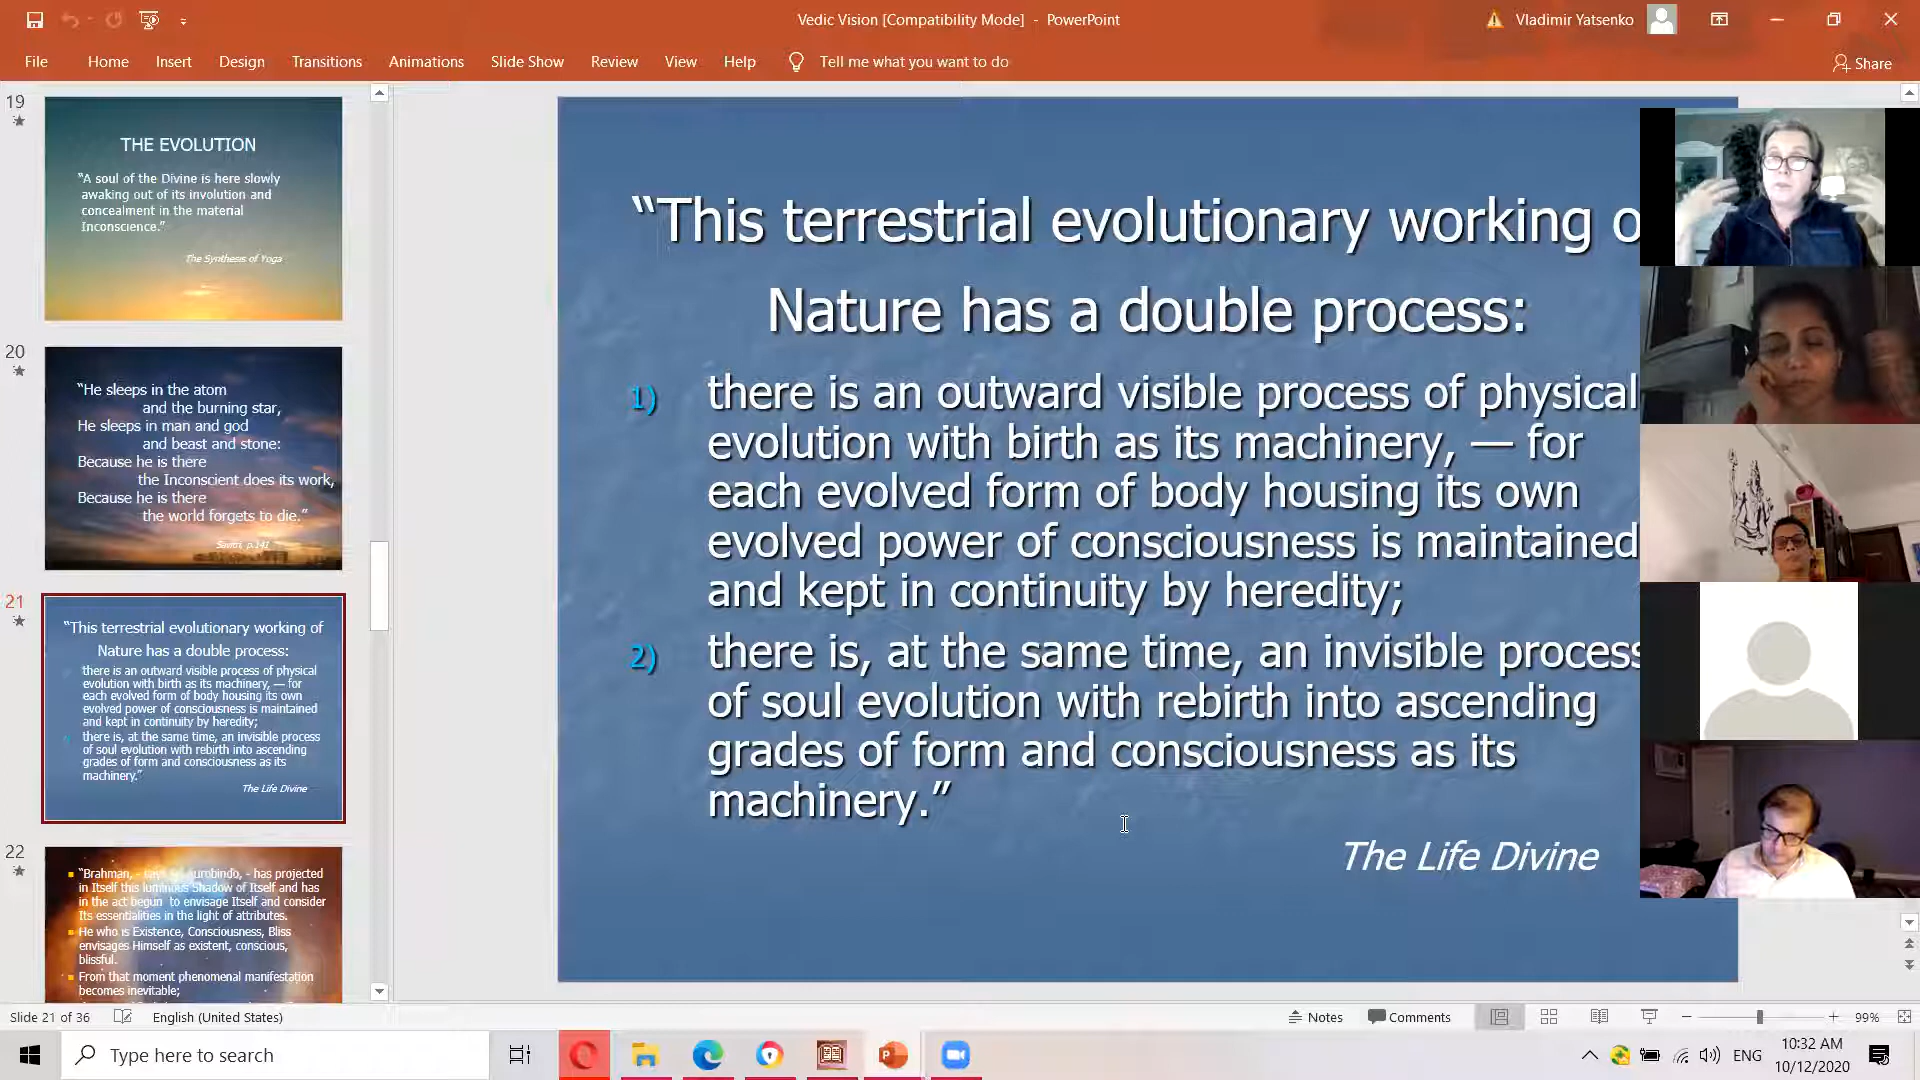 Vedic Vision [Compatibility Mode] - PowerPoint
Vladimir Yatsenko
File Home Insert Design Transitions Animations Slide Show Review View Help Tell me what you want to do
Share
19
THE EVOLUTION
“A soul of the Divine is here slowly
awaking out of its involution and
concealment in the material
Inconscience.”
The Synthesis of Yoga
20
“He sleeps in the atom
and the burning star,
He sleeps in man and god
and beast and stone:
Because he is there
the Inconscient does its work,
Because he is there
the world forgets to die.”
Savitri, p.141
21
“This terrestrial evolutionary working of
Nature has a double process:
there is an outward visible process of physical
evolution with birth as its machinery, — for
each evolved form of body housing its own
evolved power of consciousness is maintained
and kept in continuity by heredity;
there is, at the same time, an invisible process
of soul evolution with rebirth into ascending
grades of form and consciousness as its
machinery.”
The Life Divine
22
“Brahman, - says Sri Aurobindo, - has projected
in Itself this luminous Shadow of Itself and has
in the act begun to envisage Itself and consider
Its essentialities in the light of attributes.
He who is Existence, Consciousness, Bliss
envisages Himself as existent, conscious,
blissful.
From that moment phenomenal manifestation
becomes inevitable;
“This terrestrial evolutionary working o
Nature has a double process:
1) there is an outward visible process of physical
evolution with birth as its machinery, — for
each evolved form of body housing its own
evolved power of consciousness is maintained
and kept in continuity by heredity;
2) there is, at the same time, an invisible process
of soul evolution with rebirth into ascending
grades of form and consciousness as its
machinery.”
The Life Divine
Slide 21 of 36 English (United States)
Notes Comments 99%
Type here to search
ENG
10:32 AM
10/12/2020